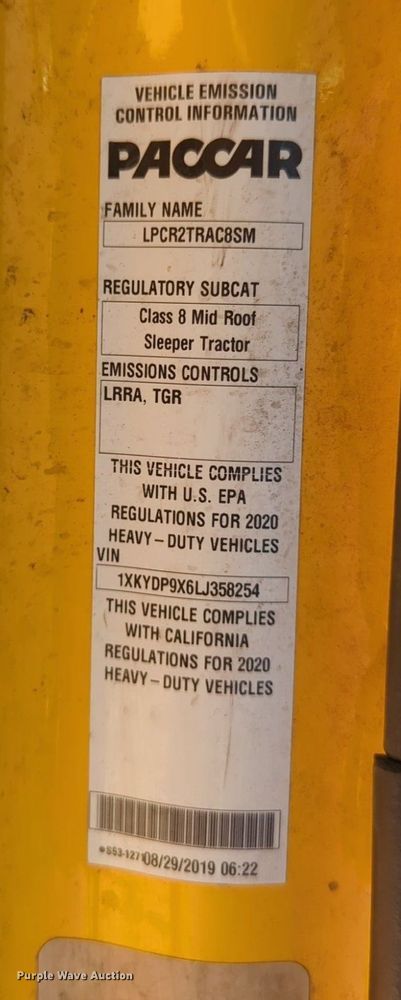 VEHICLE EMISSION
CONTROL INFORMATION
PACCAR
FAMILY NAME
LPCR2TRAC8SM
REGULATORY SUBCAT
Class 8 Mid Roof
Sleeper Tractor
EMISSIONS CONTROLS
LRRA, TGR
THIS VEHICLE COMPLIES
WITH U.S. EPA
REGULATIONS FOR 2020
HEAVY-DUTY VEHICLES
VIN
1XKYDP9X6LJ358254
THIS VEHICLE COMPLIES
WITH CALIFORNIA
REGULATIONS FOR 2020
HEAVY-DUTY VEHICLES
08/29/2019 06:22
Purple Wave Auction